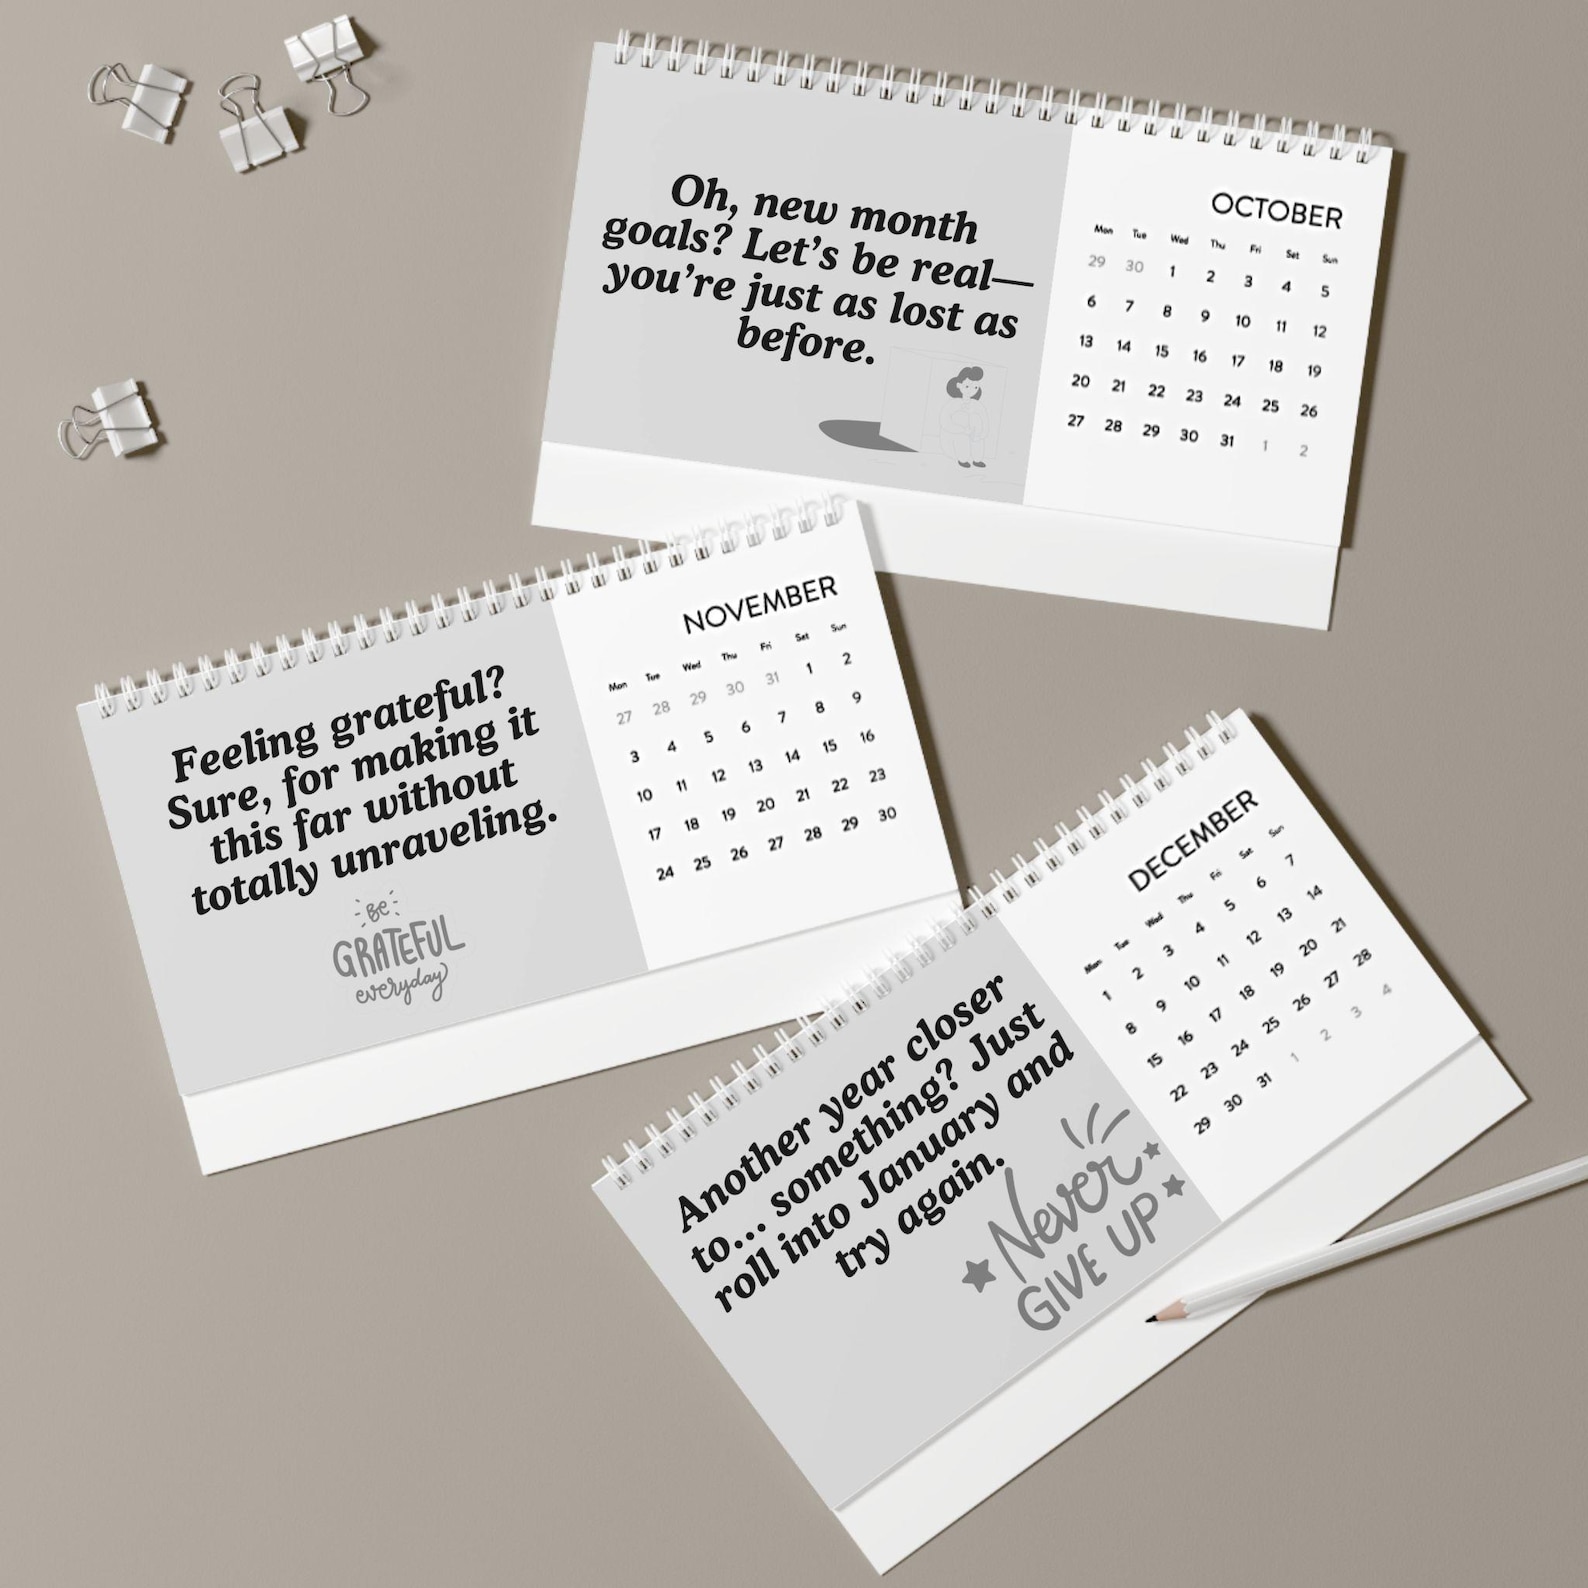 Oh, new month
goals? Let's be real—
you're just as lost as
before.
OCTOBER
Mon Tue Wed Thu Fri Sat Sun
29 30 1 2 3 4 5
6 7 8 9 10 11 12
13 14 15 16 17 18 19
20 21 22 23 24 25 26
27 28 29 30 31 1 2
Feeling grateful?
Sure, for making it
this far without
totally unraveling.
BE
GRATEFUL
everyday
NOVEMBER
Mon Tue Wed Thu Fri Sat Sun
27 28 29 30 31 1 2
3 4 5 6 7 8 9
10 11 12 13 14 15 16
17 18 19 20 21 22 23
24 25 26 27 28 29 30
Another year closer
to... something? Just
roll into January and
try again.
Never
GIVE UP
DECEMBER
Mon Tue Wed Thu Fri Sat Sun
1 2 3 4 5 6 7
8 9 10 11 12 13 14
15 16 17 18 19 20 21
22 23 24 25 26 27 28
29 30 31 1 2 3 4